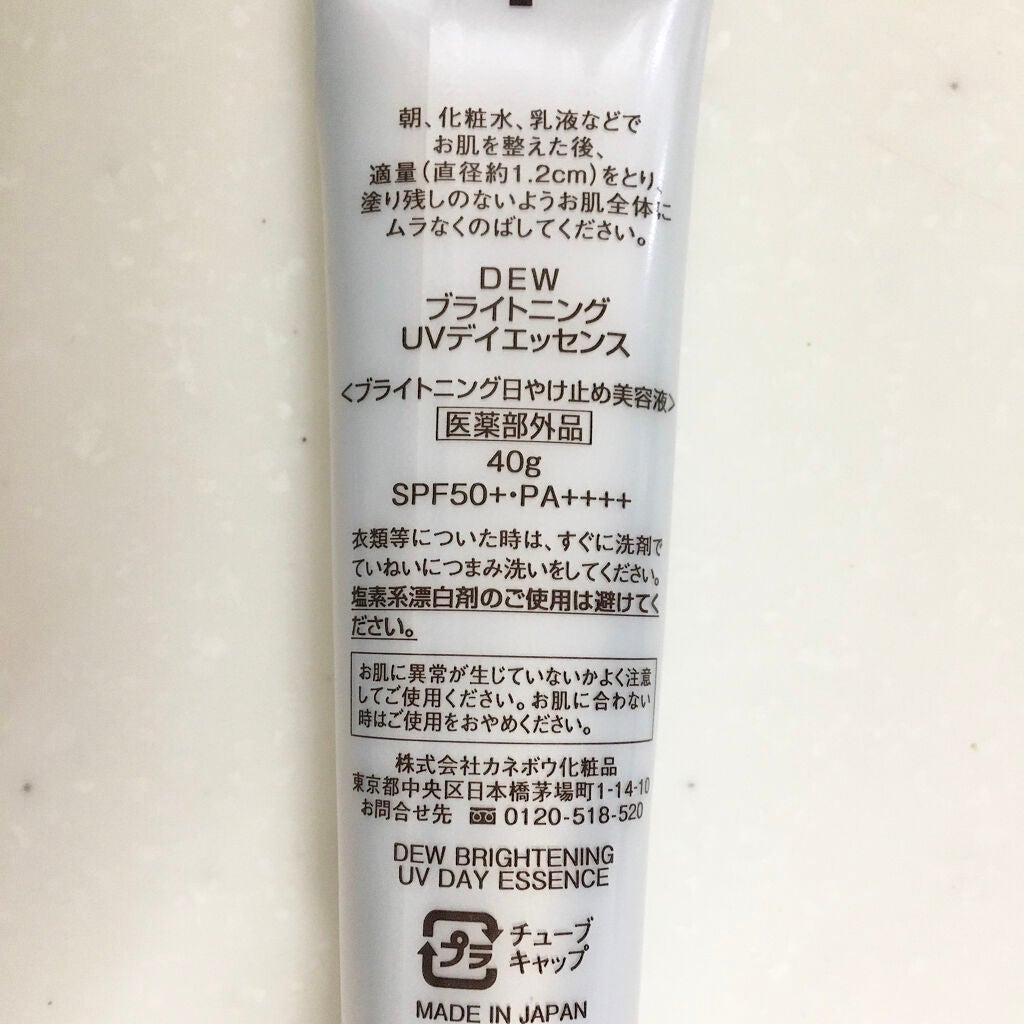 朝、化粧水、乳液などで
お肌を整えた後、
適量(直径約1.2cm)をとり、
塗り残しのないようお肌全体に
ムラなくのばしてください。
DEW
ブライトニング
UVデイエッセンス
<ブライトニング日やけ止め美容液>
医薬部外品
40g
SPF50+・PA++++
衣類等についた時は、すぐに洗剤で
ていねいにつまみ洗いをしてください。
塩素系漂白剤のご使用は避けてく
ださい。
お肌に異常が生じていないかよく注意
してご使用ください。お肌に合わない
時はご使用をおやめください。
株式会社カネボウ化粧品
東京都中央区日本橋茅場町1-14-10
お問合せ先 0120-518-520
DEW BRIGHTENING
UV DAY ESSENCE
プラ チューブ
キャップ
MADE IN JAPAN